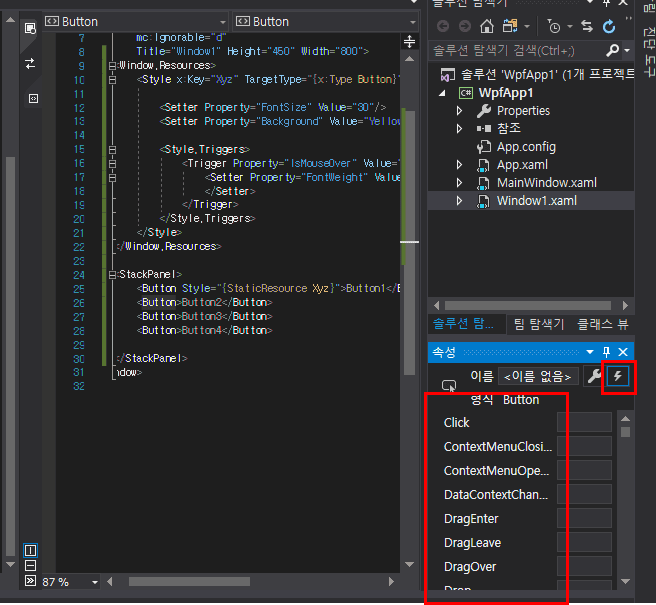 Button
Button
7 mc:Ignorable="d"
8 Title="Window1" Height="450" Width="800">
9 Window.Resources>
10 <Style x:Key="Xyz" TargetType="{x:Type Button}"
11
12 <Setter Property="FontSize" Value="30"/>
13 <Setter Property="Background" Value="Yellow
14
15 <Style.Triggers>
16 <Trigger Property="IsMouseOver" Value="
17 <Setter Property="FontWeight" Valu
18 </Setter>
19 </Trigger>
20 </Style.Triggers>
21 </Style>
22 /Window.Resources>
23
24 StackPanel>
25 <Button Style="{StaticResource Xyz}">Button1</B
26 <Button>Button2</Button>
27 <Button>Button3</Button>
28 <Button>Button4</Button>
29
30 /StackPanel>
31 ndow>
32
87 %
솔루션 탐색기
솔루션 탐색기 검색(Ctrl+;)
솔루션 'WpfApp1' (1개 프로젝트
WpfApp1
Properties
참조
App.config
App.xaml
MainWindow.xaml
Window1.xaml
솔루션 탐... 팀 탐색기 클래스 뷰
속성
이름 <이름 없음>
형식 Button
Click
ContextMenuClosi...
ContextMenuOpe...
DataContextChan...
DragEnter
DragLeave
DragOver
Drop
진단 도구